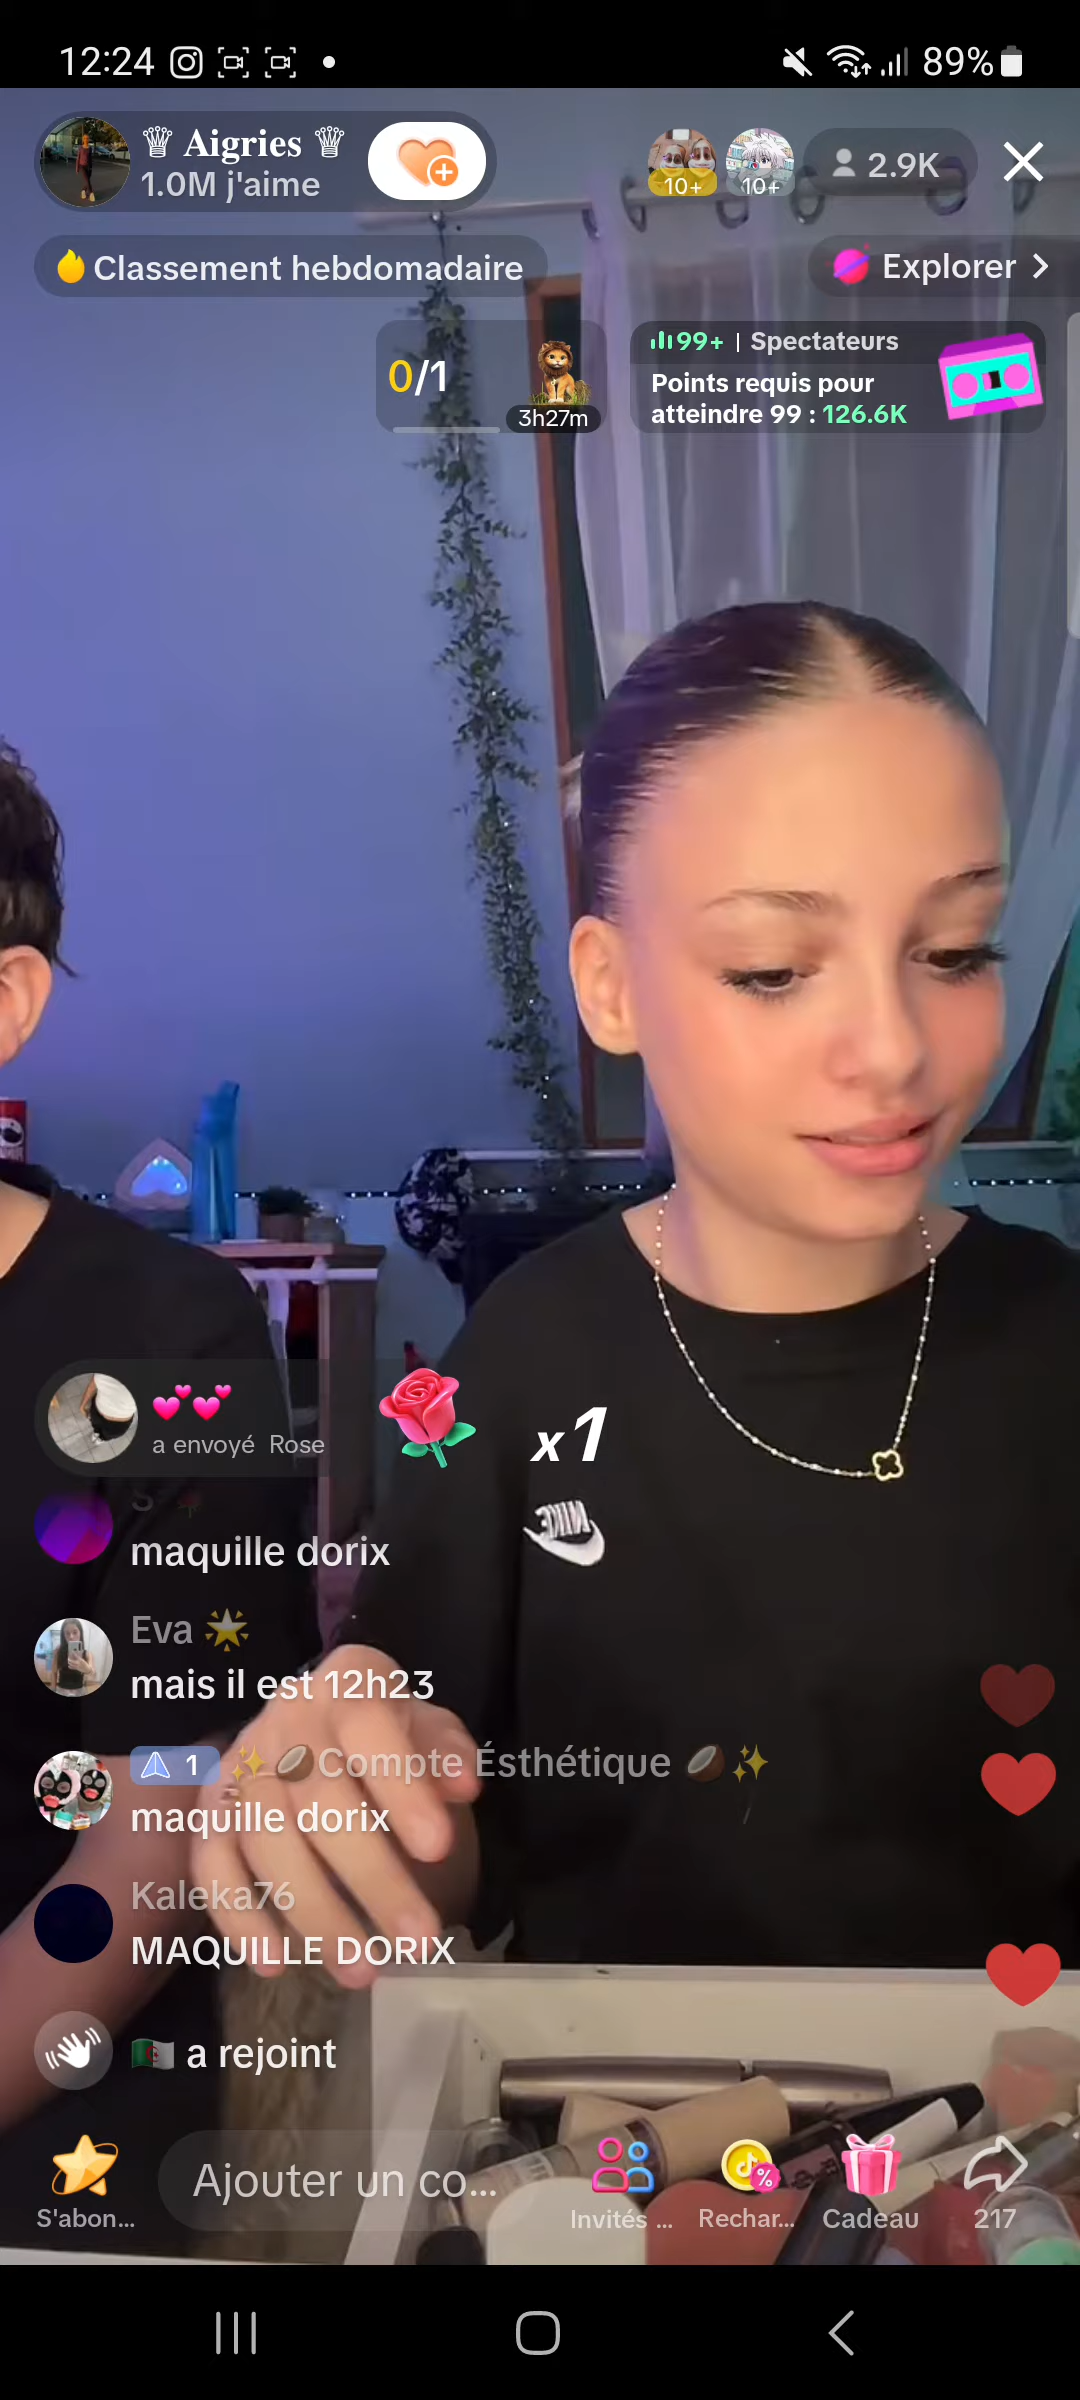 12:24
89%
♕ Aigries ♕
1.0M j'aime
10+
10+
2.9K
Classement hebdomadaire
Explorer >
0/1
3h27m
99+ | Spectateurs
Points requis pour
atteindre 99 : 126.6K
💕💕
a envoyé Rose
x1
maquille dorix
Eva 🌟
mais il est 12h23
1 ✨🥥Compte Ésthétique 🥥✨
maquille dorix
Kaleka76
MAQUILLE DORIX
🇩🇿 a rejoint
Ajouter un co...
S'abon...
Invités ...
Rechar...
Cadeau
217